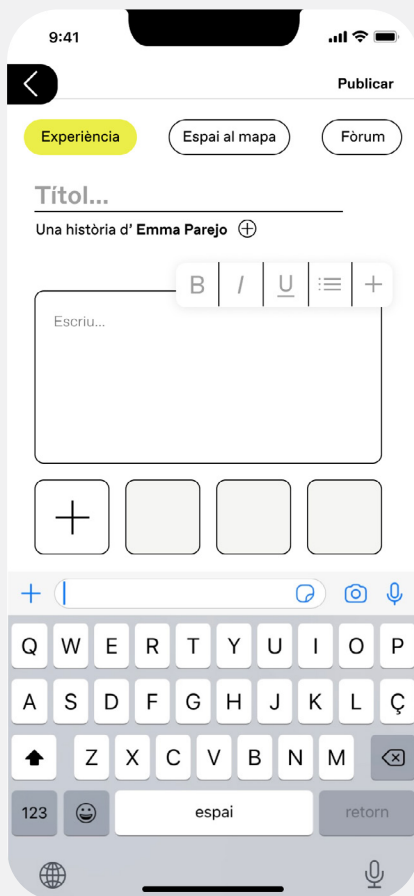 9:41
Publicar
Experiència Espai al mapa Fòrum
Títol...
Una història d' Emma Parejo
B I U
Escriu...
Q W E R T Y U I O P
A S D F G H J K L Ç
Z X C V B N M
123 espai retorn